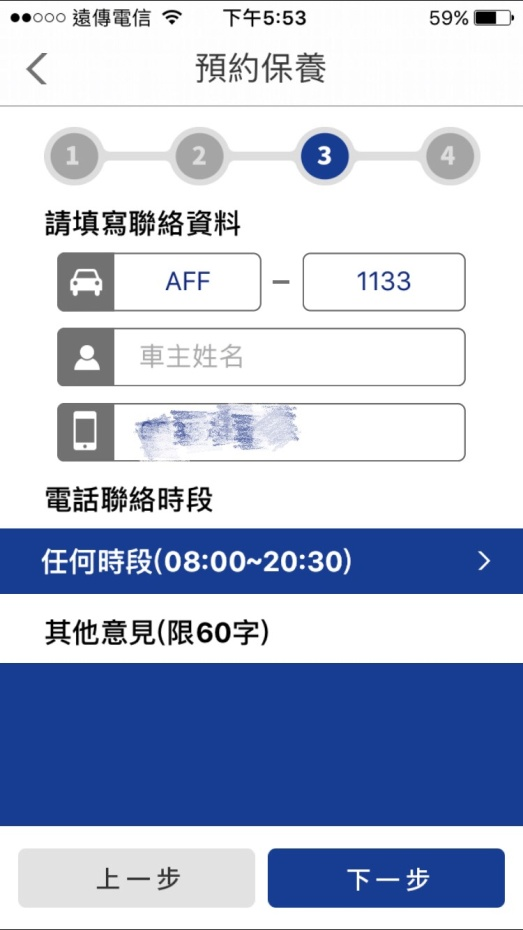 遠傳電信 下午5:53 59%
預約保養
1 2 3 4
請填寫聯絡資料
AFF – 1133
車主姓名
電話聯絡時段
任何時段(08:00~20:30)
其他意見(限60字)
上一步 下一步